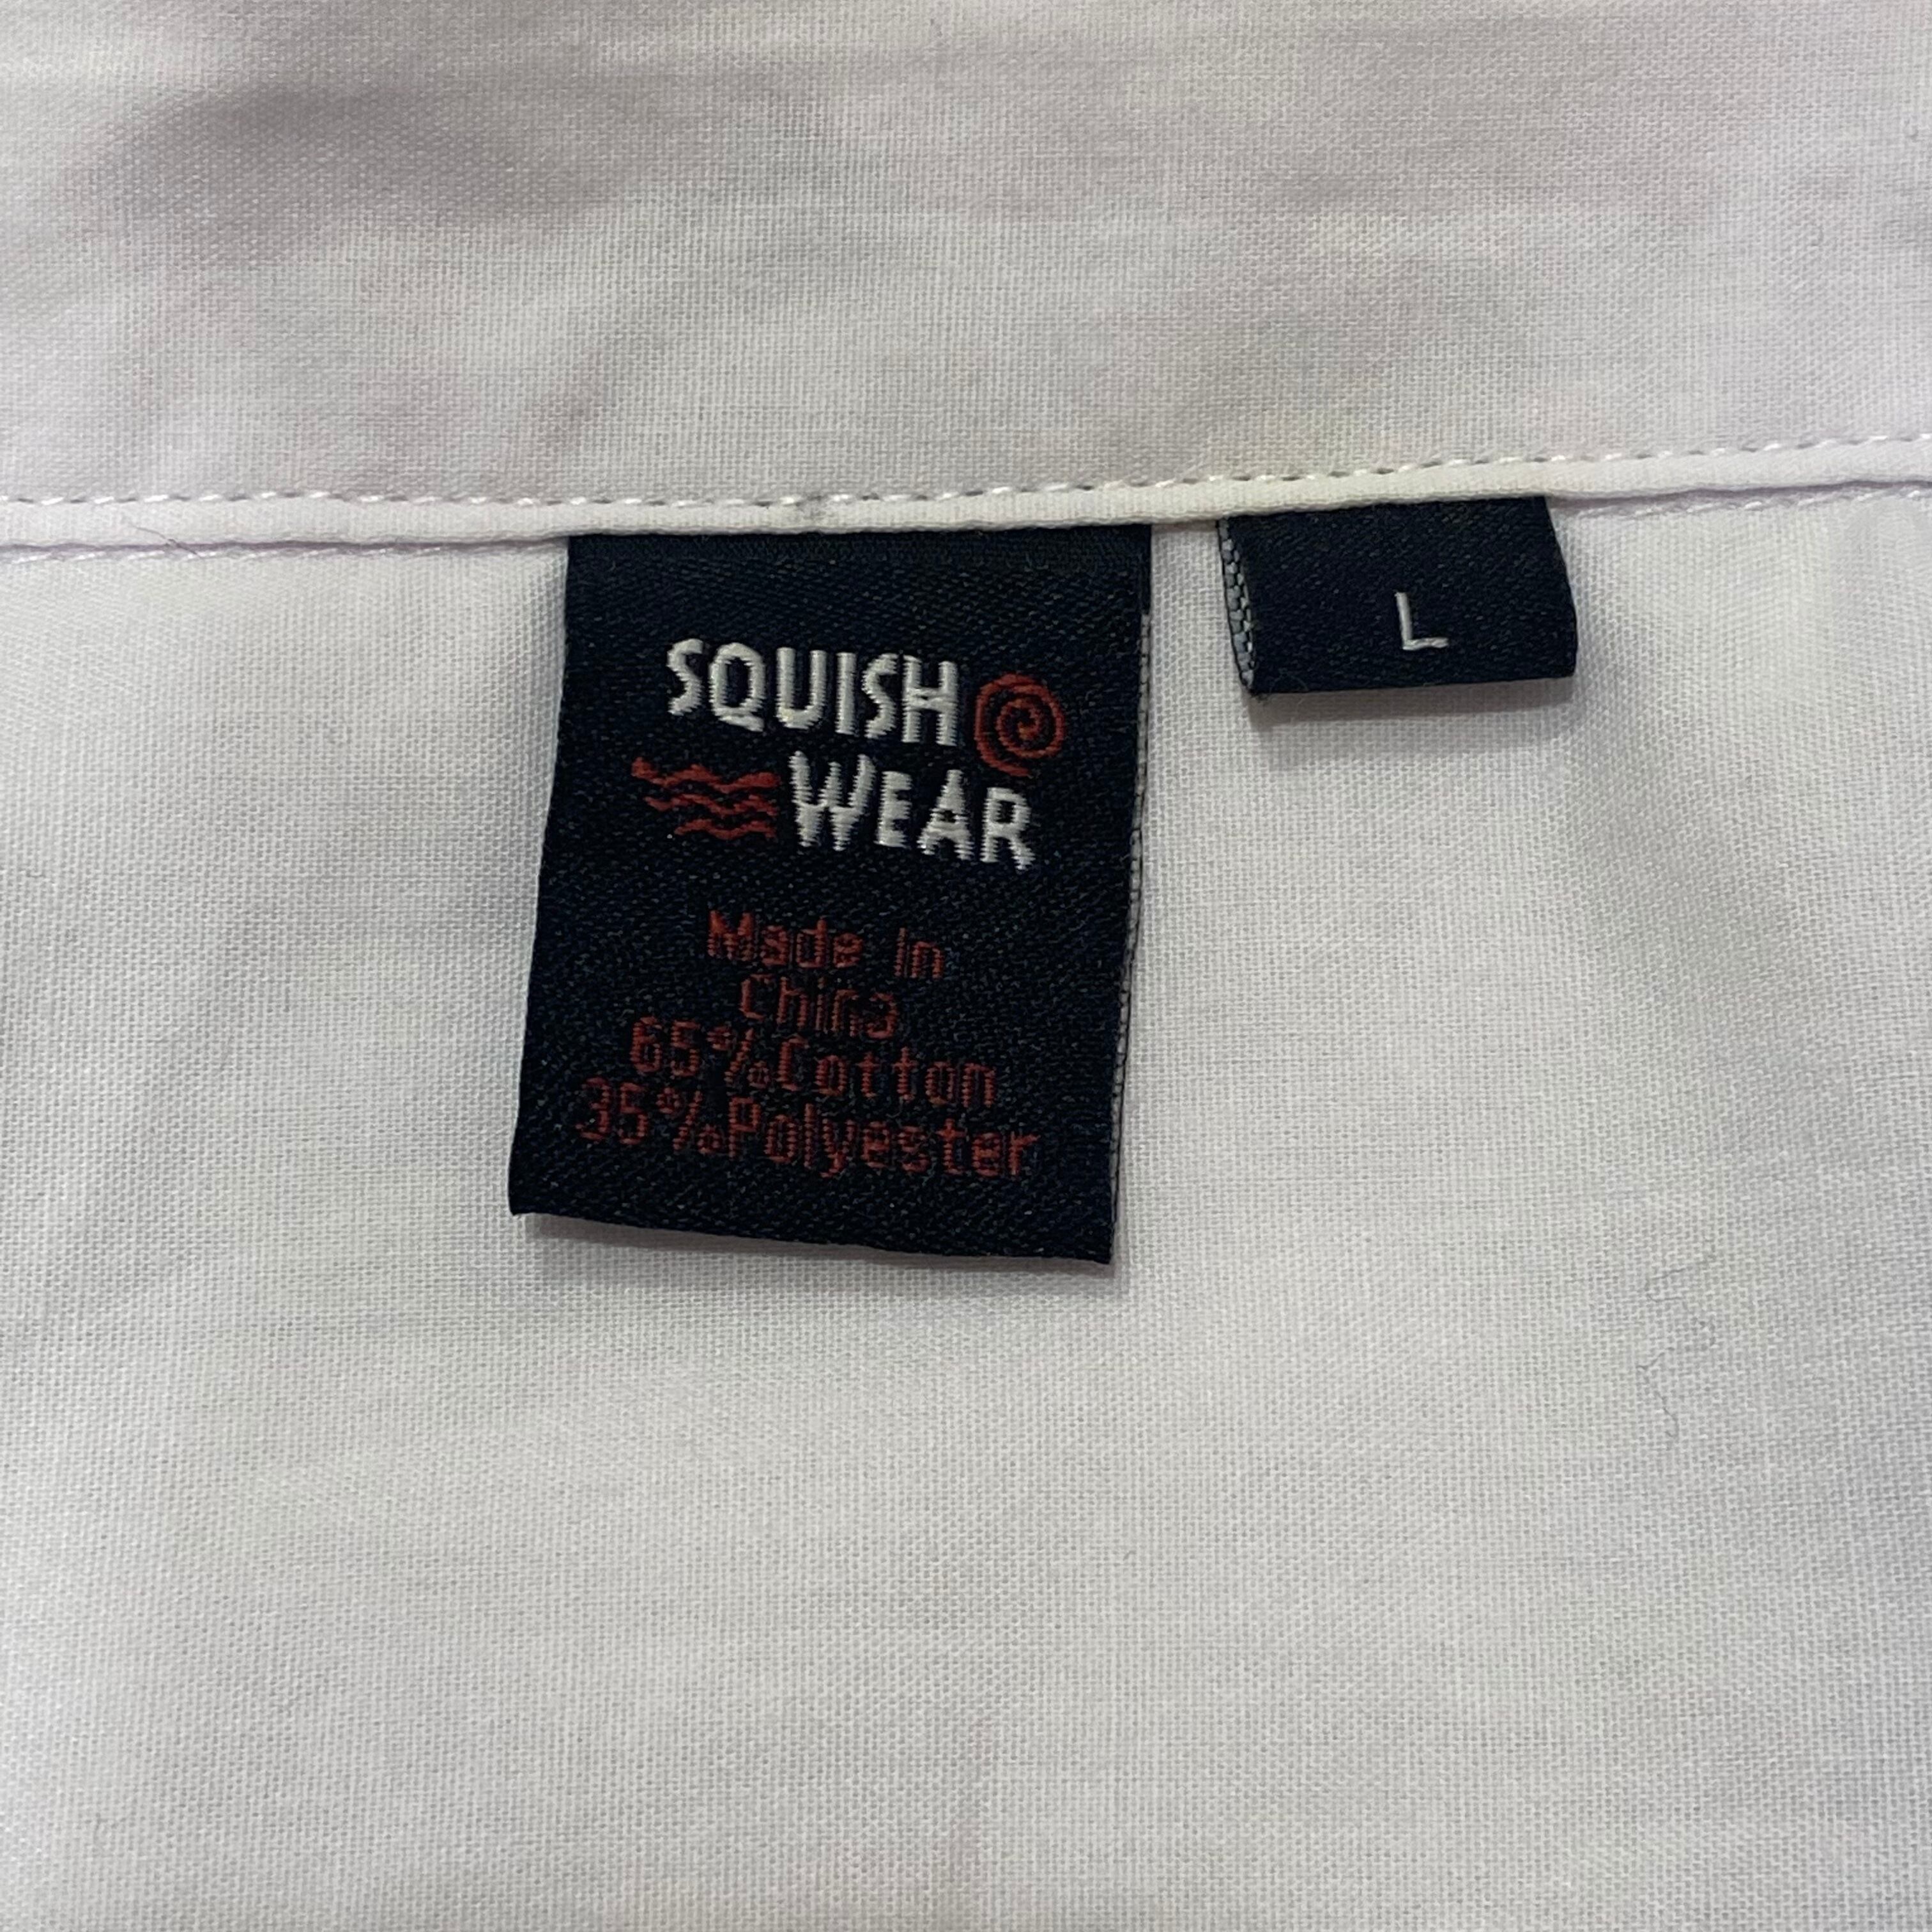 SQUISH
WEAR
Made in
China
65%Cotton
35%Polyester
L